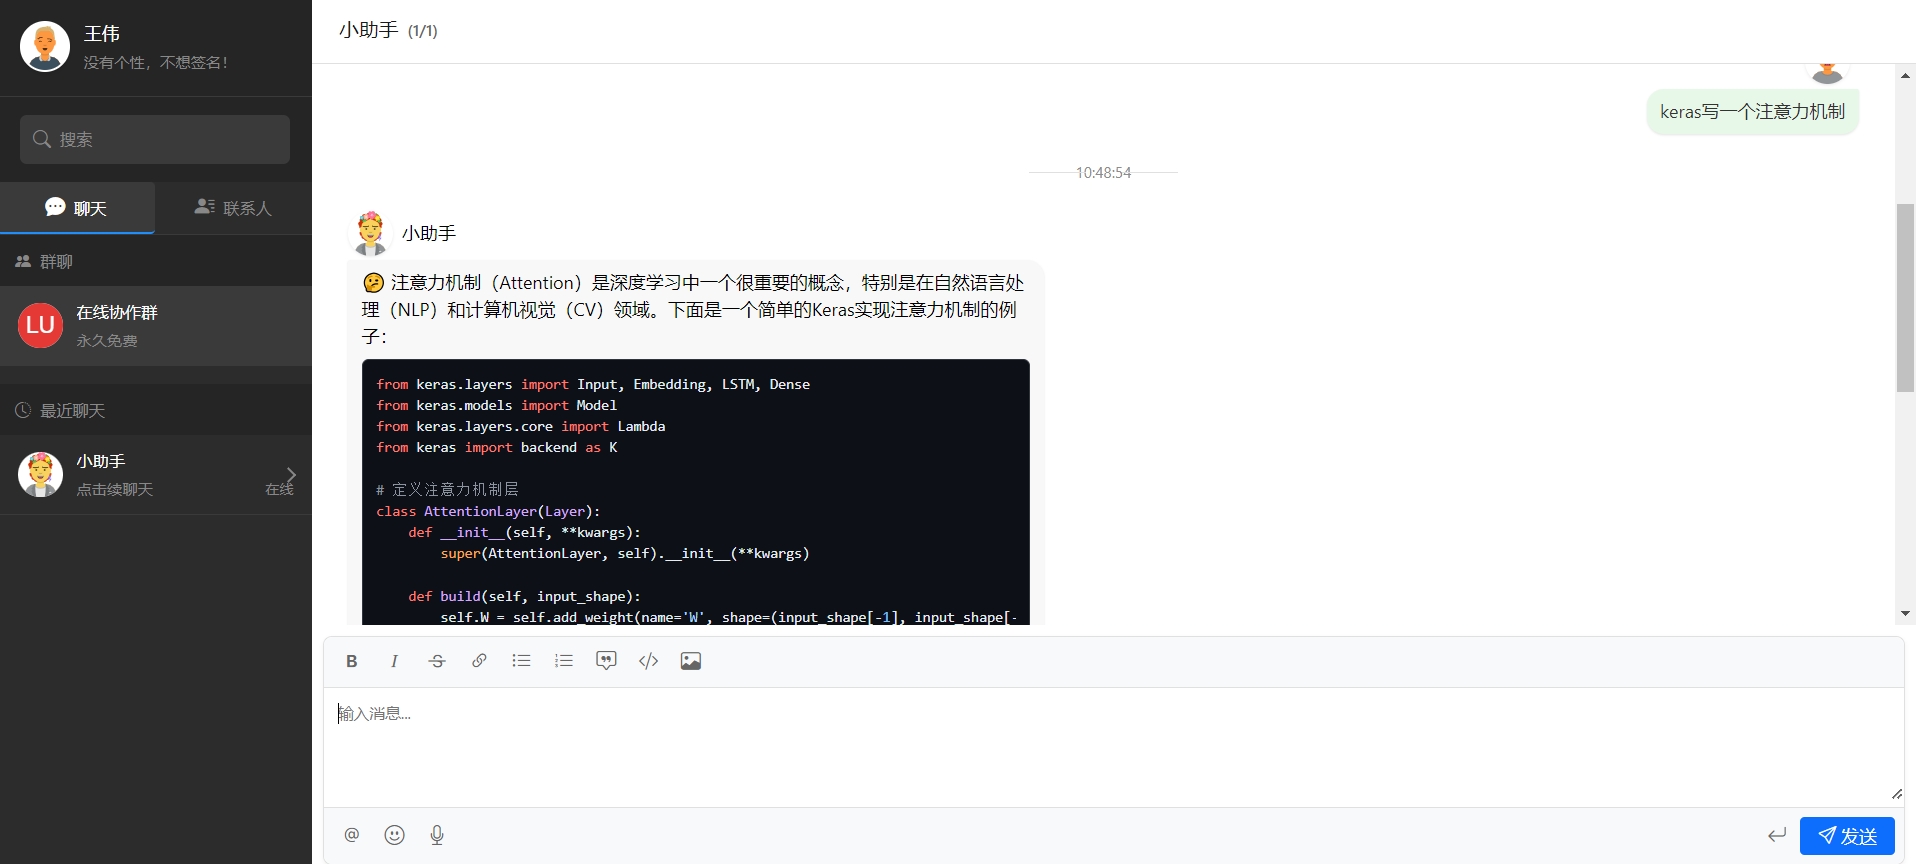 王伟
没有个性，不想签名！
搜索
聊天
联系人
群聊
LU
在线协作群
永久免费
最近聊天
小助手
点击续聊天
在线
小助手 (1/1)
keras写一个注意力机制
10:48:54
小助手
🤔 注意力机制（Attention）是深度学习中一个很重要的概念，特别是在自然语言处
理（NLP）和计算机视觉（CV）领域。下面是一个简单的Keras实现注意力机制的例
子：
from keras.layers import Input, Embedding, LSTM, Dense
from keras.models import Model
from keras.layers.core import Lambda
from keras import backend as K
# 定义注意力机制层
class AttentionLayer(Layer):
    def __init__(self, **kwargs):
        super(AttentionLayer, self).__init__(**kwargs)
    def build(self, input_shape):
        self.W = self.add_weight(name='W', shape=(input_shape[-1], input_shape[-
B
I
S
输入消息...
@
发送